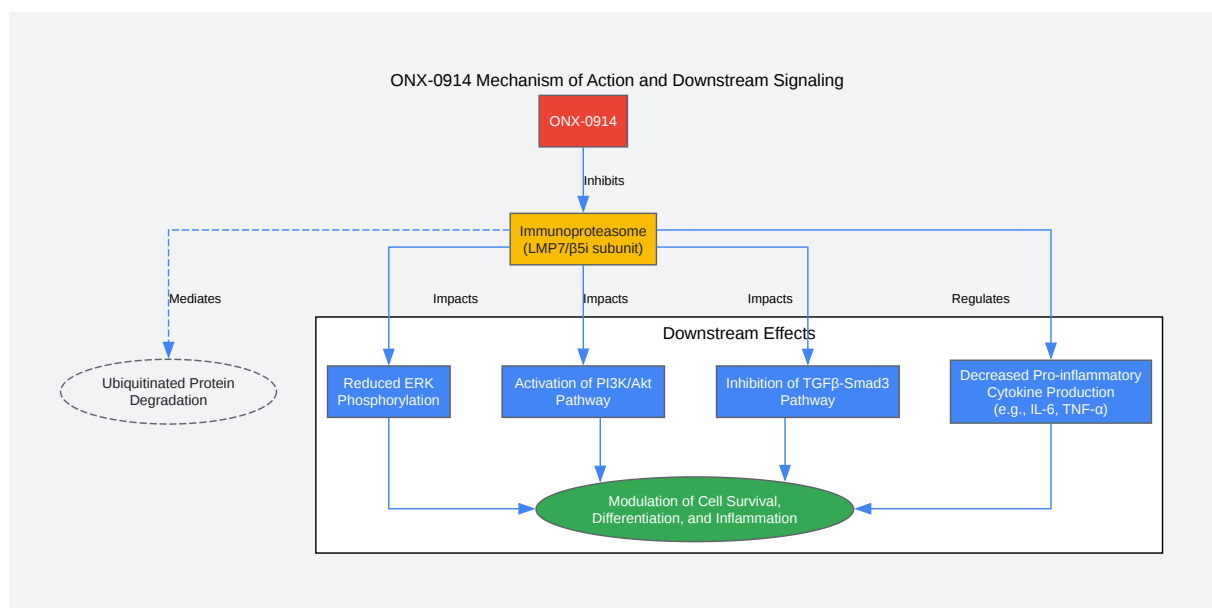 ONX-0914 Mechanism of Action and Downstream Signaling
ONX-0914
Inhibits
Immunoproteasome
(LMP7/β5i subunit)
Mediates
Impacts
Impacts
Impacts
Regulates
Downstream Effects
Ubiquitinated Protein
Degradation
Reduced ERK
Phosphorylation
Activation of PI3K/Akt
Pathway
Inhibition of TGFβ-Smad3
Pathway
Decreased Pro-inflammatory
Cytokine Production
(e.g., IL-6, TNF-α)
Modulation of Cell Survival,
Differentiation, and Inflammation